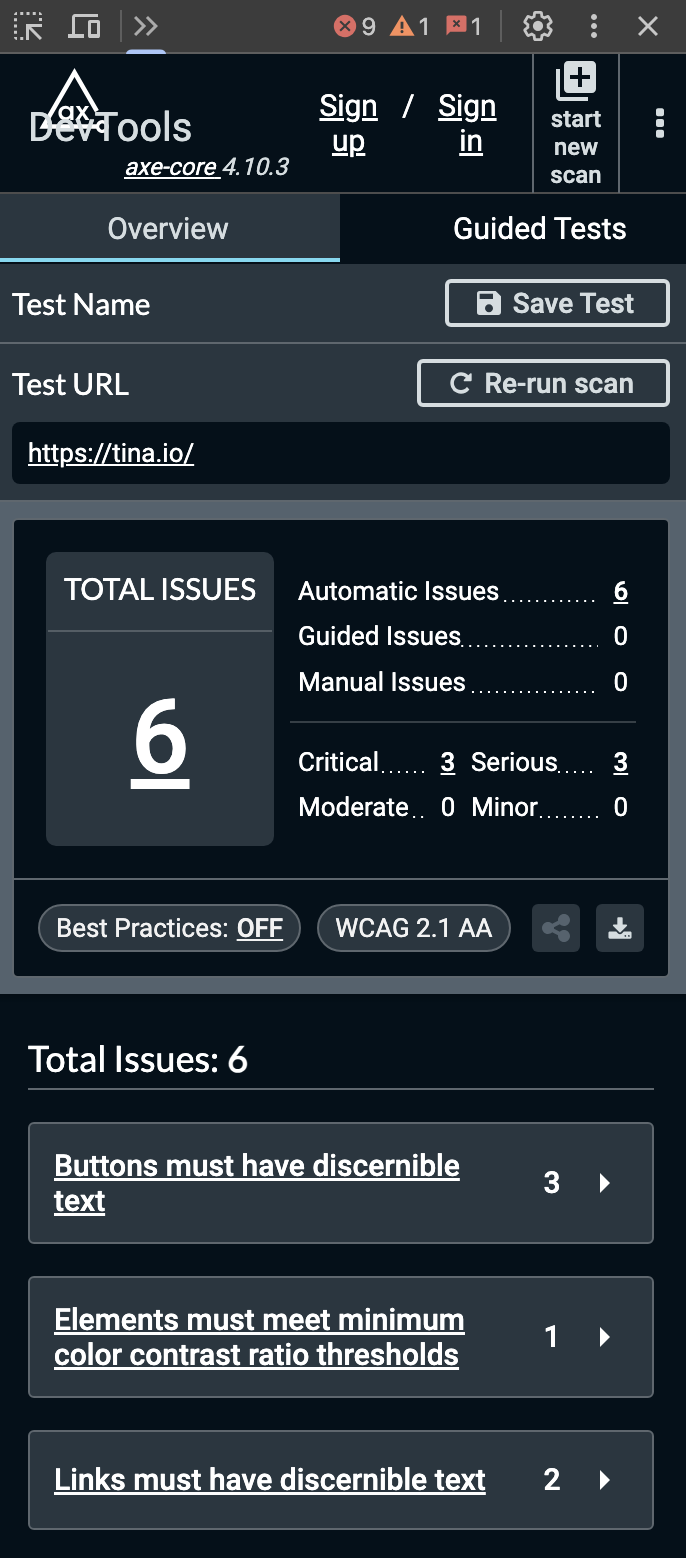 9 1 1
ax
DevTools
axe-core 4.10.3
Sign up / Sign in
start new scan
Overview Guided Tests
Test Name Save Test
Test URL Re-run scan
https://tina.io/
TOTAL ISSUES
6
Automatic Issues 6
Guided Issues 0
Manual Issues 0
Critical 3 Serious 3
Moderate 0 Minor 0
Best Practices: OFF WCAG 2.1 AA
Total Issues: 6
Buttons must have discernible
text
3
Elements must meet minimum
color contrast ratio thresholds
1
Links must have discernible text 2